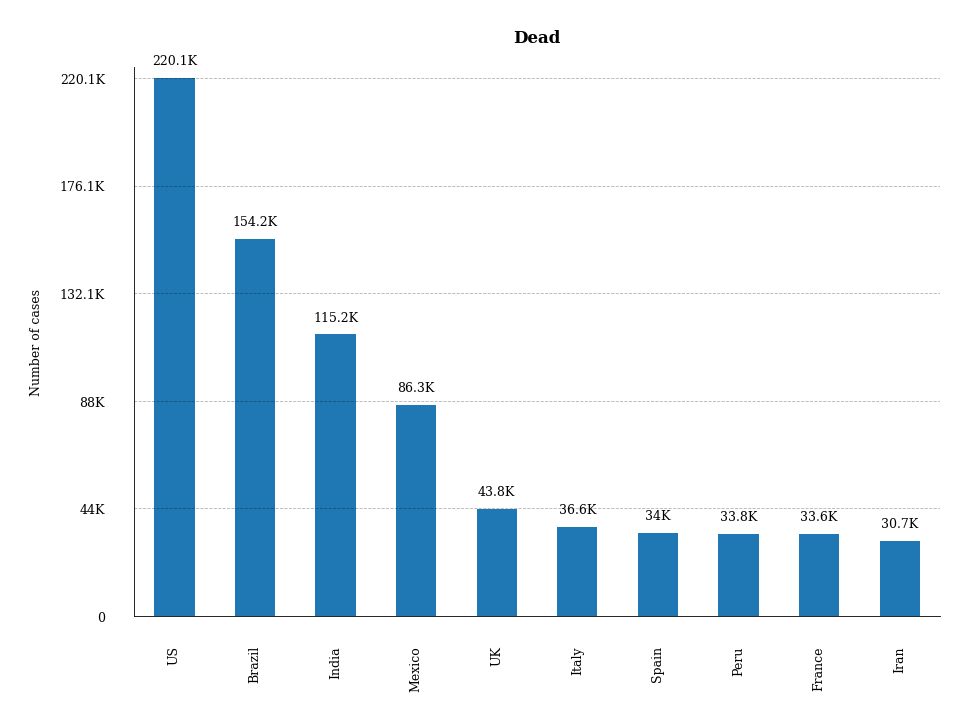 Dead
220.1K
220.1K
176.1K
154.2K
132.1K
115.2K
Number of cases
88K
86.3K
44K
43.8K
36.6K
34K
33.8K
33.6K
30.7K
0
US
Brazil
India
Mexico
UK
Italy
Spain
Peru
France
Iran